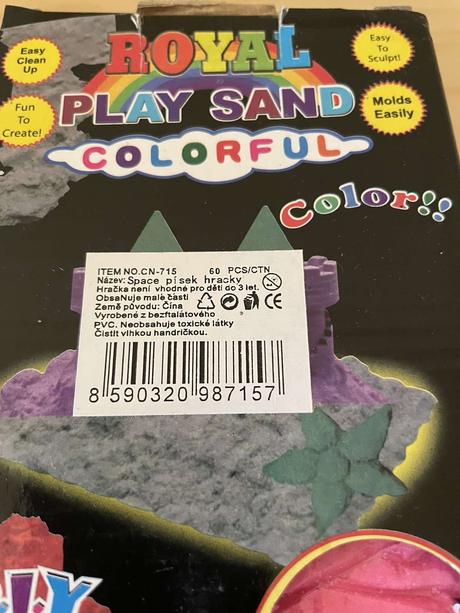 Easy
Clean
Up
ROYAL
Easy
To
Sculpt!
Fun
To
Create!
PLAY SAND
Molds
Easily
COLORFUL
Color!!
ITEM NO.CN-715 60 PCS/CTN
Název: Space písek hracky
Hračka není vhodné pro děti do 3 let.
ObsaNuje malé části
Země původu: Čína
Vyrobené z bezftalátového
PVC. Neobsahuje toxické látky
Čistit vlhkou handričkou.
8 590320 987157